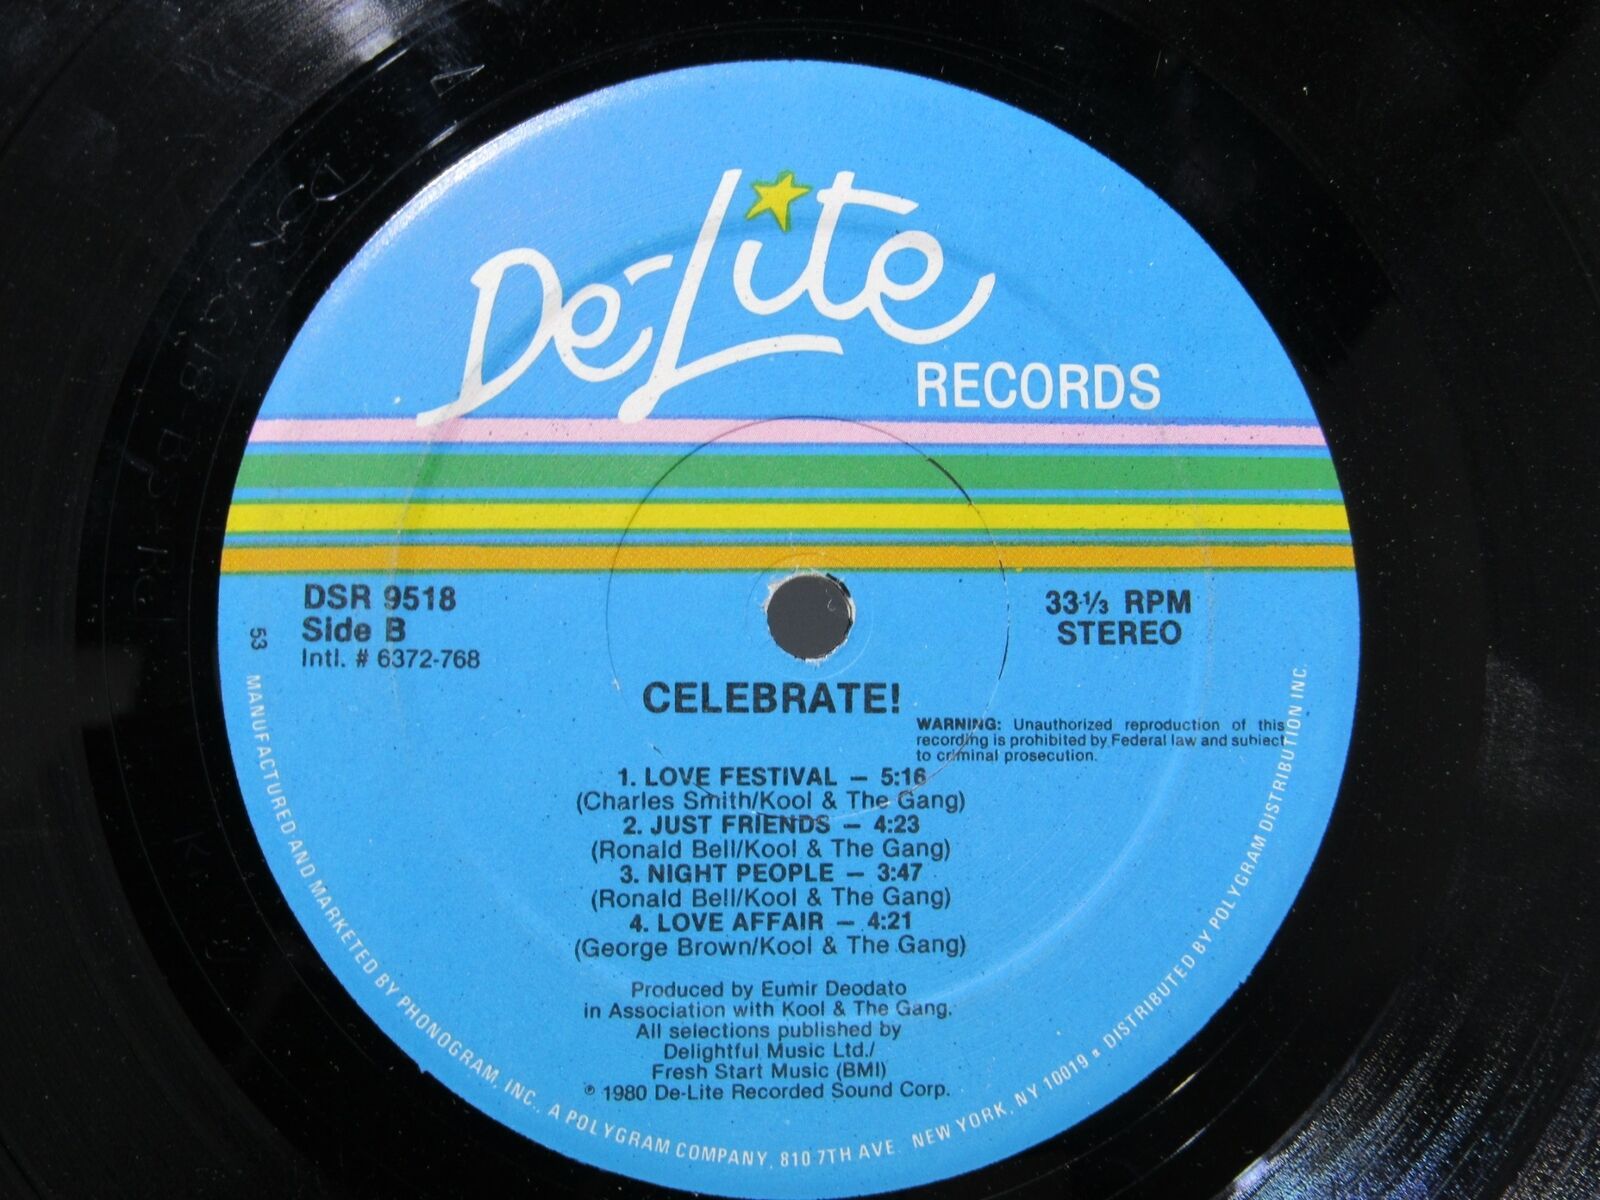 De-Lite
RECORDS
DSR 9518
Side B
Intl. # 6372-768
53
33-⅓ RPM
STEREO
CELEBRATE!
WARNING: Unauthorized reproduction of this
recording is prohibited by Federal law and subject
to criminal prosecution.
1. LOVE FESTIVAL — 5:16
(Charles Smith/Kool & The Gang)
2. JUST FRIENDS — 4:23
(Ronald Bell/Kool & The Gang)
3. NIGHT PEOPLE — 3:47
(Ronald Bell/Kool & The Gang)
4. LOVE AFFAIR — 4:21
(George Brown/Kool & The Gang)
Produced by Eumir Deodato
in Association with Kool & The Gang.
All selections published by
Delightful Music Ltd./
Fresh Start Music (BMI)
℗ 1980 De-Lite Recorded Sound Corp.
MANUFACTURED AND MARKETED BY PHONOGRAM, INC., A POLYGRAM COMPANY, 810 7TH AVE. NEW YORK, NY 10019 ■ DISTRIBUTED BY POLYGRAM DISTRIBUTION INC.